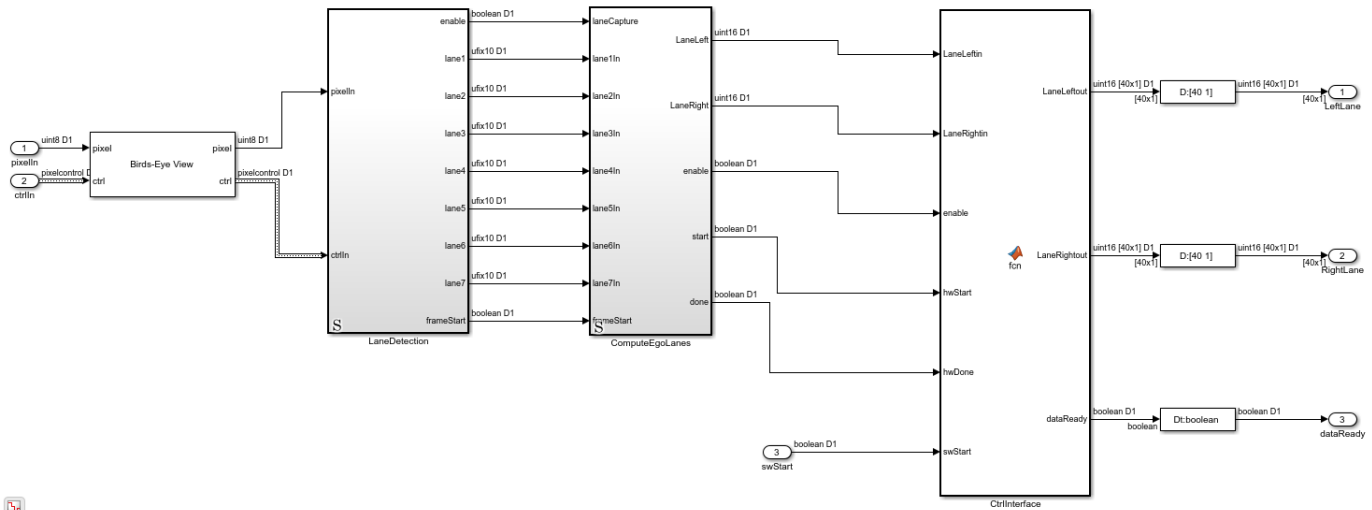 1
pixelIn
uint8 D1
2
ctrlIn
pixelcontrol D
pixel
ctrl
Birds-Eye View
pixel
ctrl
uint8 D1
pixelcontrol D1
pixelIn
ctrlIn
enable
lane1
lane2
lane3
lane4
lane5
lane6
lane7
frameStart
S
LaneDetection
boolean D1
ufix10 D1
ufix10 D1
ufix10 D1
ufix10 D1
ufix10 D1
ufix10 D1
ufix10 D1
boolean D1
laneCapture
lane1In
lane2In
lane3In
lane4In
lane5In
lane6In
lane7In
frameStart
LaneLeft
LaneRight
enable
start
done
S
ComputeEgoLanes
uint16 D1
uint16 D1
boolean D1
boolean D1
boolean D1
3
swStart
boolean D1
LaneLeftin
LaneRightin
enable
hwStart
hwDone
swStart
fcn
LaneLeftout
LaneRightout
dataReady
CtrlInterface
uint16 [40x1] D1
[40x1]
D:[40 1]
uint16 [40x1] D1
[40x1]
1
LeftLane
uint16 [40x1] D1
[40x1]
D:[40 1]
uint16 [40x1] D1
[40x1]
2
RightLane
boolean D1
boolean
Dt:boolean
boolean D1
3
dataReady